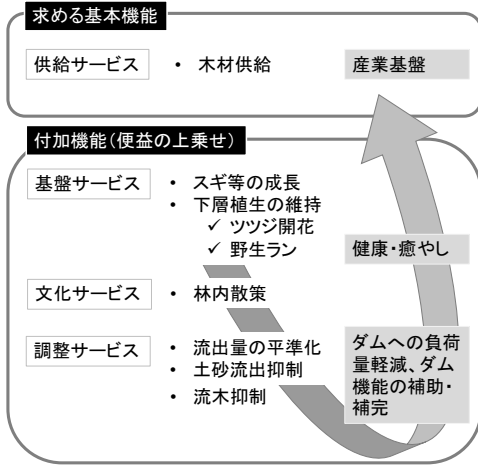 求める基本機能
供給サービス
・ 木材供給
産業基盤
付加機能(便益の上乗せ)
基盤サービス
・ スギ等の成長
・ 下層植生の維持
✓ ツツジ開花
✓ 野生ラン
健康・癒やし
文化サービス
・ 林内散策
調整サービス
・ 流出量の平準化
・ 土砂流出抑制
・ 流木抑制
ダムへの負荷
量軽減、ダム
機能の補助・
補完